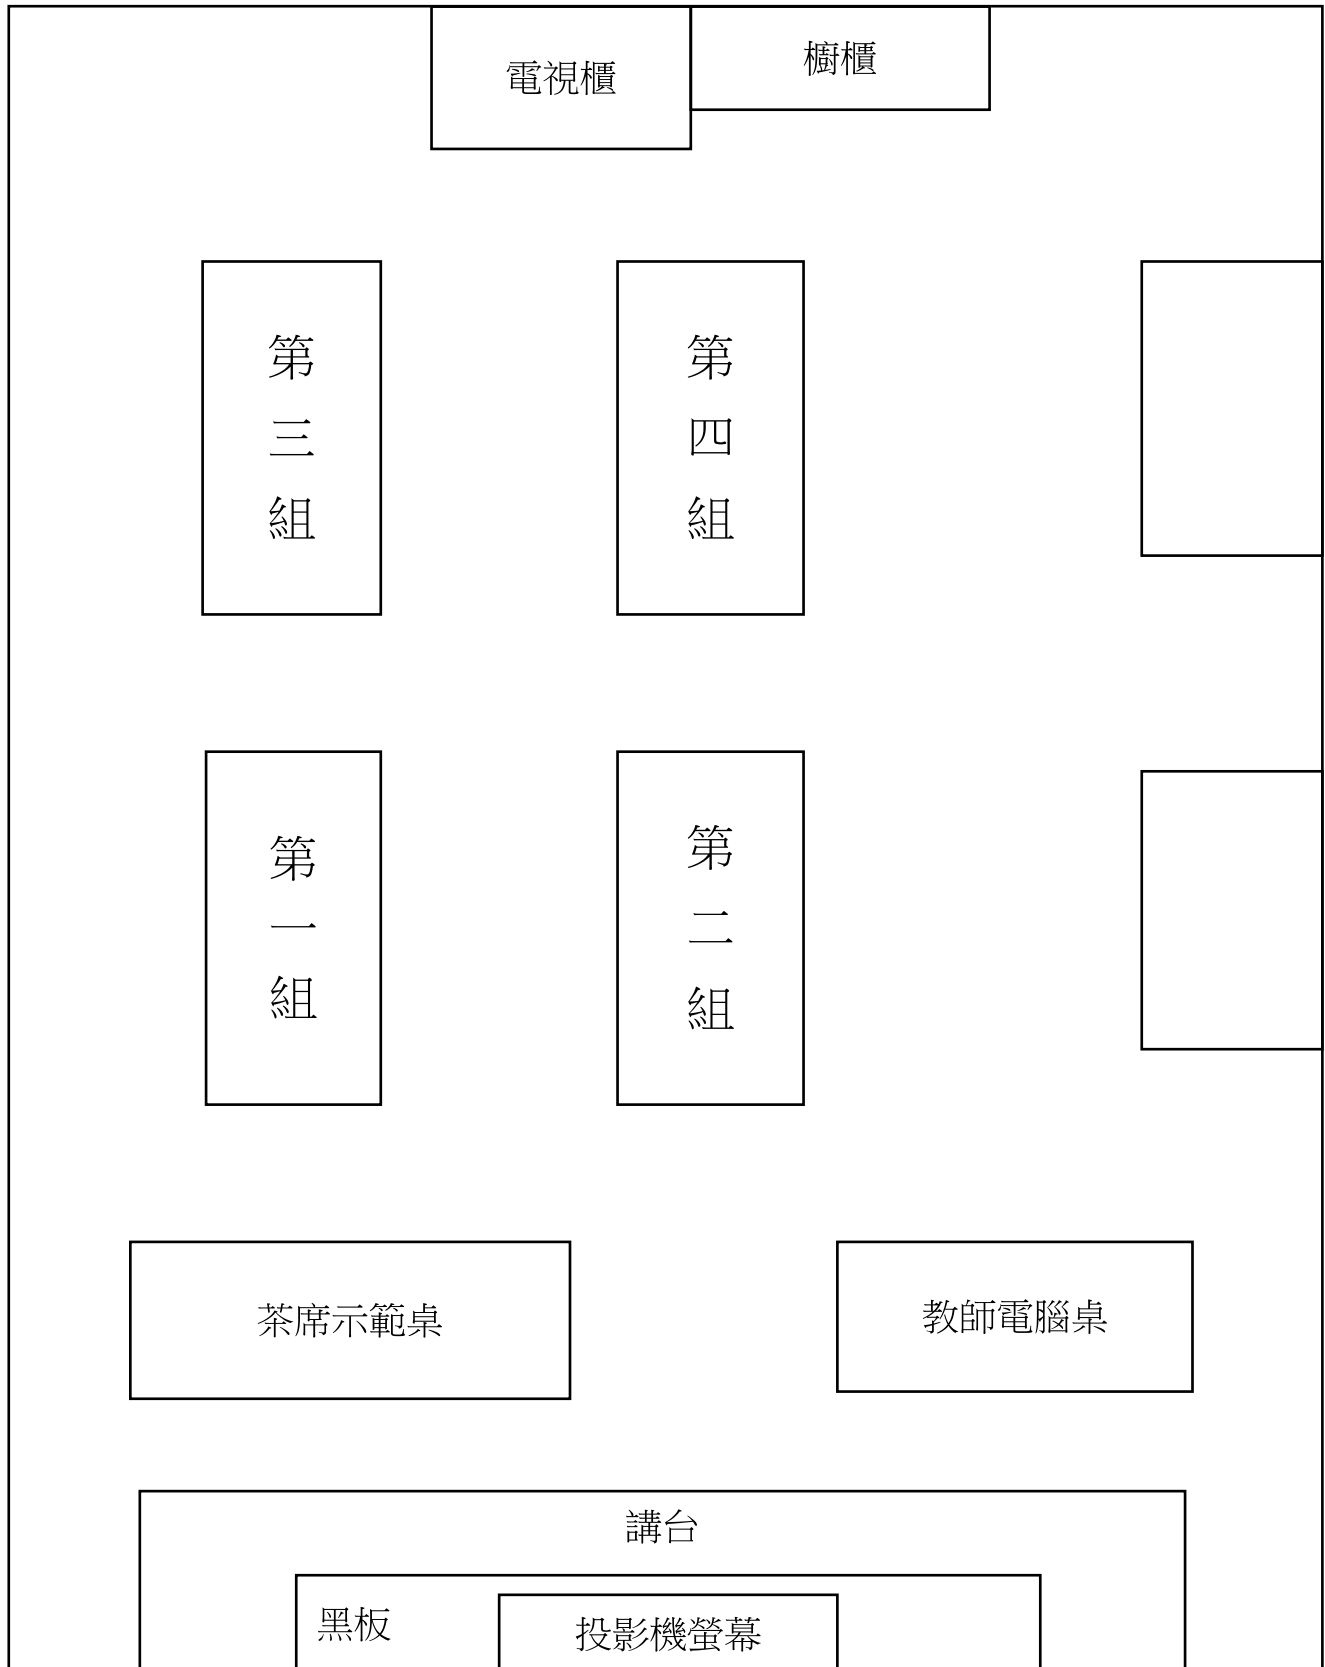 電視櫃
櫥櫃
第三組
第四組
第一組
第二組
茶席示範桌
教師電腦桌
講台
黑板
投影機螢幕